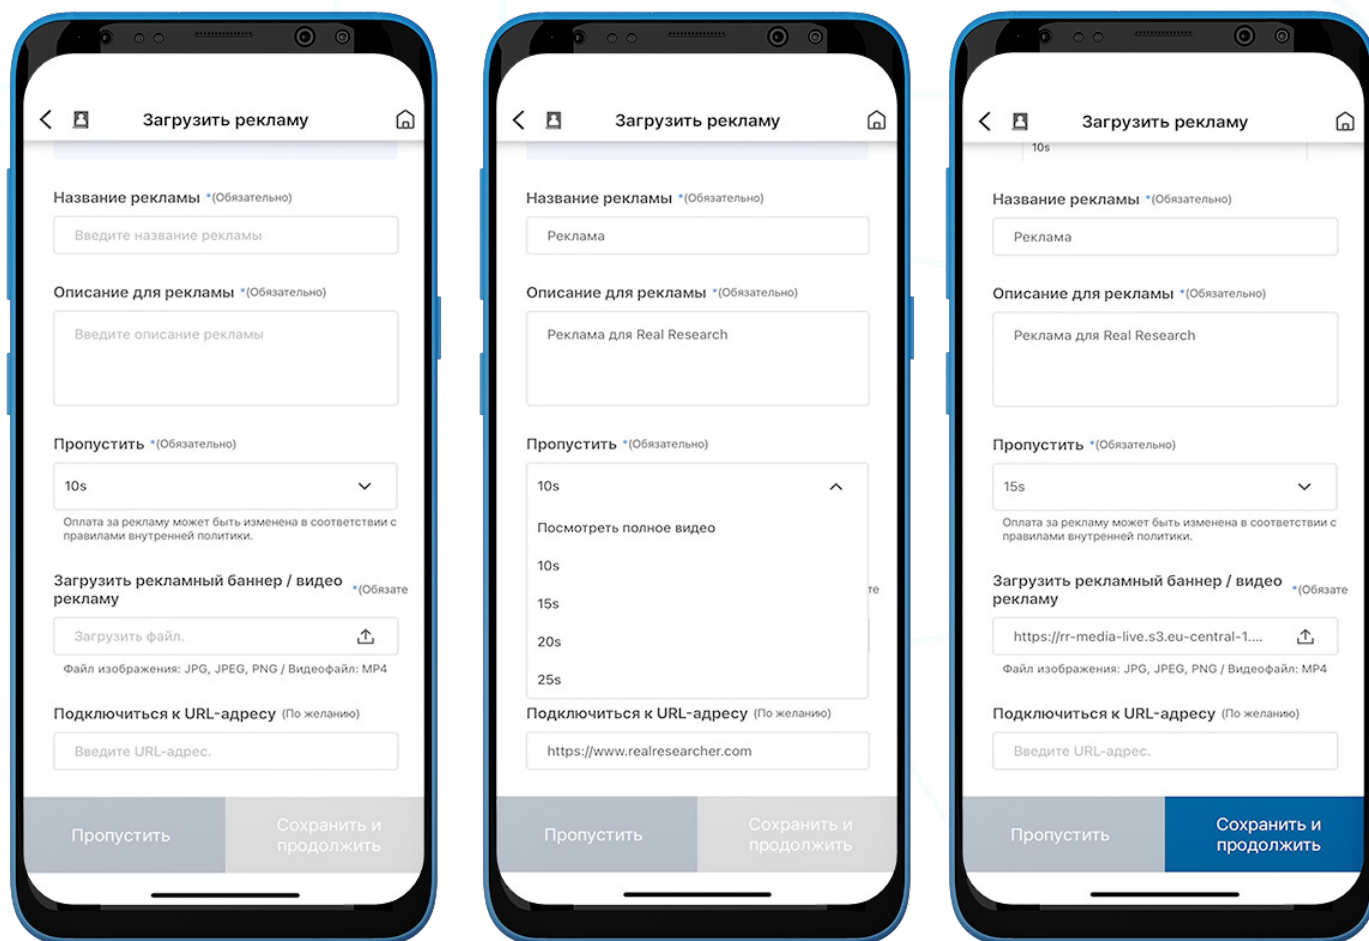 Загрузить рекламу
Название рекламы *(Обязательно)
Введите название рекламы
Описание для рекламы *(Обязательно)
Введите описание рекламы
Пропустить *(Обязательно)
10s
Оплата за рекламу может быть изменена в соответствии с
правилами внутренней политики.
Загрузить рекламный баннер / видео *(Обязате
рекламу
Загрузить файл.
Файл изображения: JPG, JPEG, PNG / Видеофайл: MP4
Подключиться к URL-адресу (По желанию)
Введите URL-адрес.
Пропустить
Сохранить и
продолжить
Загрузить рекламу
Название рекламы *(Обязательно)
Реклама
Описание для рекламы *(Обязательно)
Реклама для Real Research
Пропустить *(Обязательно)
10s
Посмотреть полное видео
10s
15s
те
20s
25s
Подключиться к URL-адресу (По желанию)
https://www.realresearcher.com
Пропустить
Сохранить и
продолжить
Загрузить рекламу
10s
Название рекламы *(Обязательно)
Реклама
Описание для рекламы *(Обязательно)
Реклама для Real Research
Пропустить *(Обязательно)
15s
Оплата за рекламу может быть изменена в соответствии с
правилами внутренней политики.
Загрузить рекламный баннер / видео *(Обязате
рекламу
https://rr-media-live.s3.eu-central-1....
Файл изображения: JPG, JPEG, PNG / Видеофайл: MP4
Подключиться к URL-адресу (По желанию)
Введите URL-адрес.
Пропустить
Сохранить и
продолжить